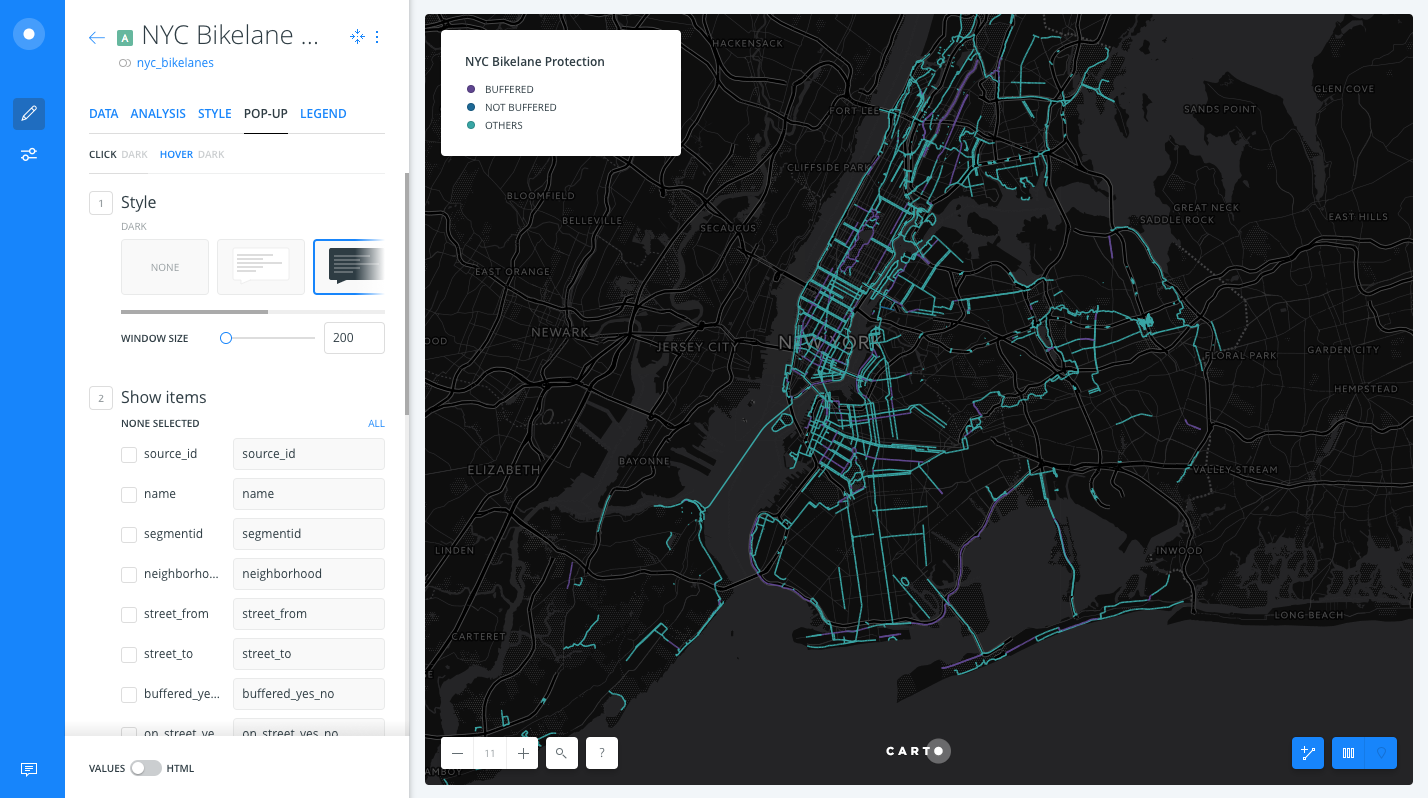 A NYC Bikelane ...
nyc_bikelanes
DATA ANALYSIS STYLE POP-UP LEGEND
CLICK DARK HOVER DARK
1 Style
DARK
NONE
WINDOW SIZE 200
2 Show items
NONE SELECTED ALL
source_id source_id
name name
segmentid segmentid
neighborho... neighborhood
street_from street_from
street_to street_to
buffered_ye... buffered_yes_no
on_street_ye... on_street_yes_no
VALUES HTML
NYC Bikelane Protection
BUFFERED
NOT BUFFERED
OTHERS
HACKENSACK
GLEN COVE
FORT LEE
SANDS POINT
CLIFFSIDE PARK
BLOOMFIELD
GREAT NECK
BELLEVILLE
SADDLE ROCK
EAST HILLS
SECAUCUS
EAST ORANGE
NEWARK
NEW YORK
JERSEY CITY
FLORAL PARK
GARDEN CITY
HEMPSTEAD
BAYONNE
ELIZABETH
VALLEY STREAM
LINDEN
INWOOD
LONG BEACH
CARTERET
11
?
CARTO
AMBOY